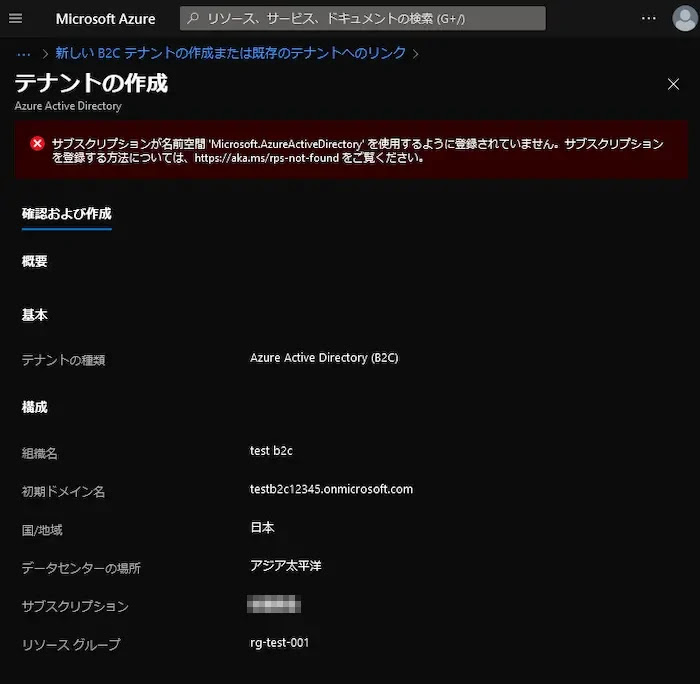 Microsoft Azure
リソース、サービス、ドキュメントの検索 (G+/)
…
… > 新しい B2C テナントの作成または既存のテナントへのリンク >
テナントの作成
Azure Active Directory
サブスクリプションが名前空間 'Microsoft.AzureActiveDirectory' を使用するように登録されていません。サブスクリプション
を登録する方法については、https://aka.ms/rps-not-found をご覧ください。
確認および作成
概要
基本
テナントの種類 Azure Active Directory (B2C)
構成
組織名 test b2c
初期ドメイン名 testb2c12345.onmicrosoft.com
国/地域 日本
データセンターの場所 アジア太平洋
サブスクリプション
リソース グループ rg-test-001